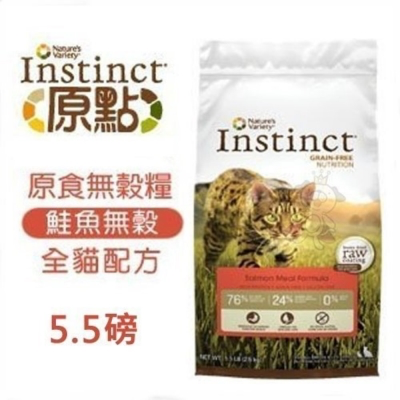 Nature's Variety
Instinct
原點
原食無穀糧
鮭魚無穀
全貓配方
5.5磅
Nature's Variety
Instinct
GRAIN-FREE
NUTRITION
raw
coating
Salmon Meal Formula
76%
24%
0%